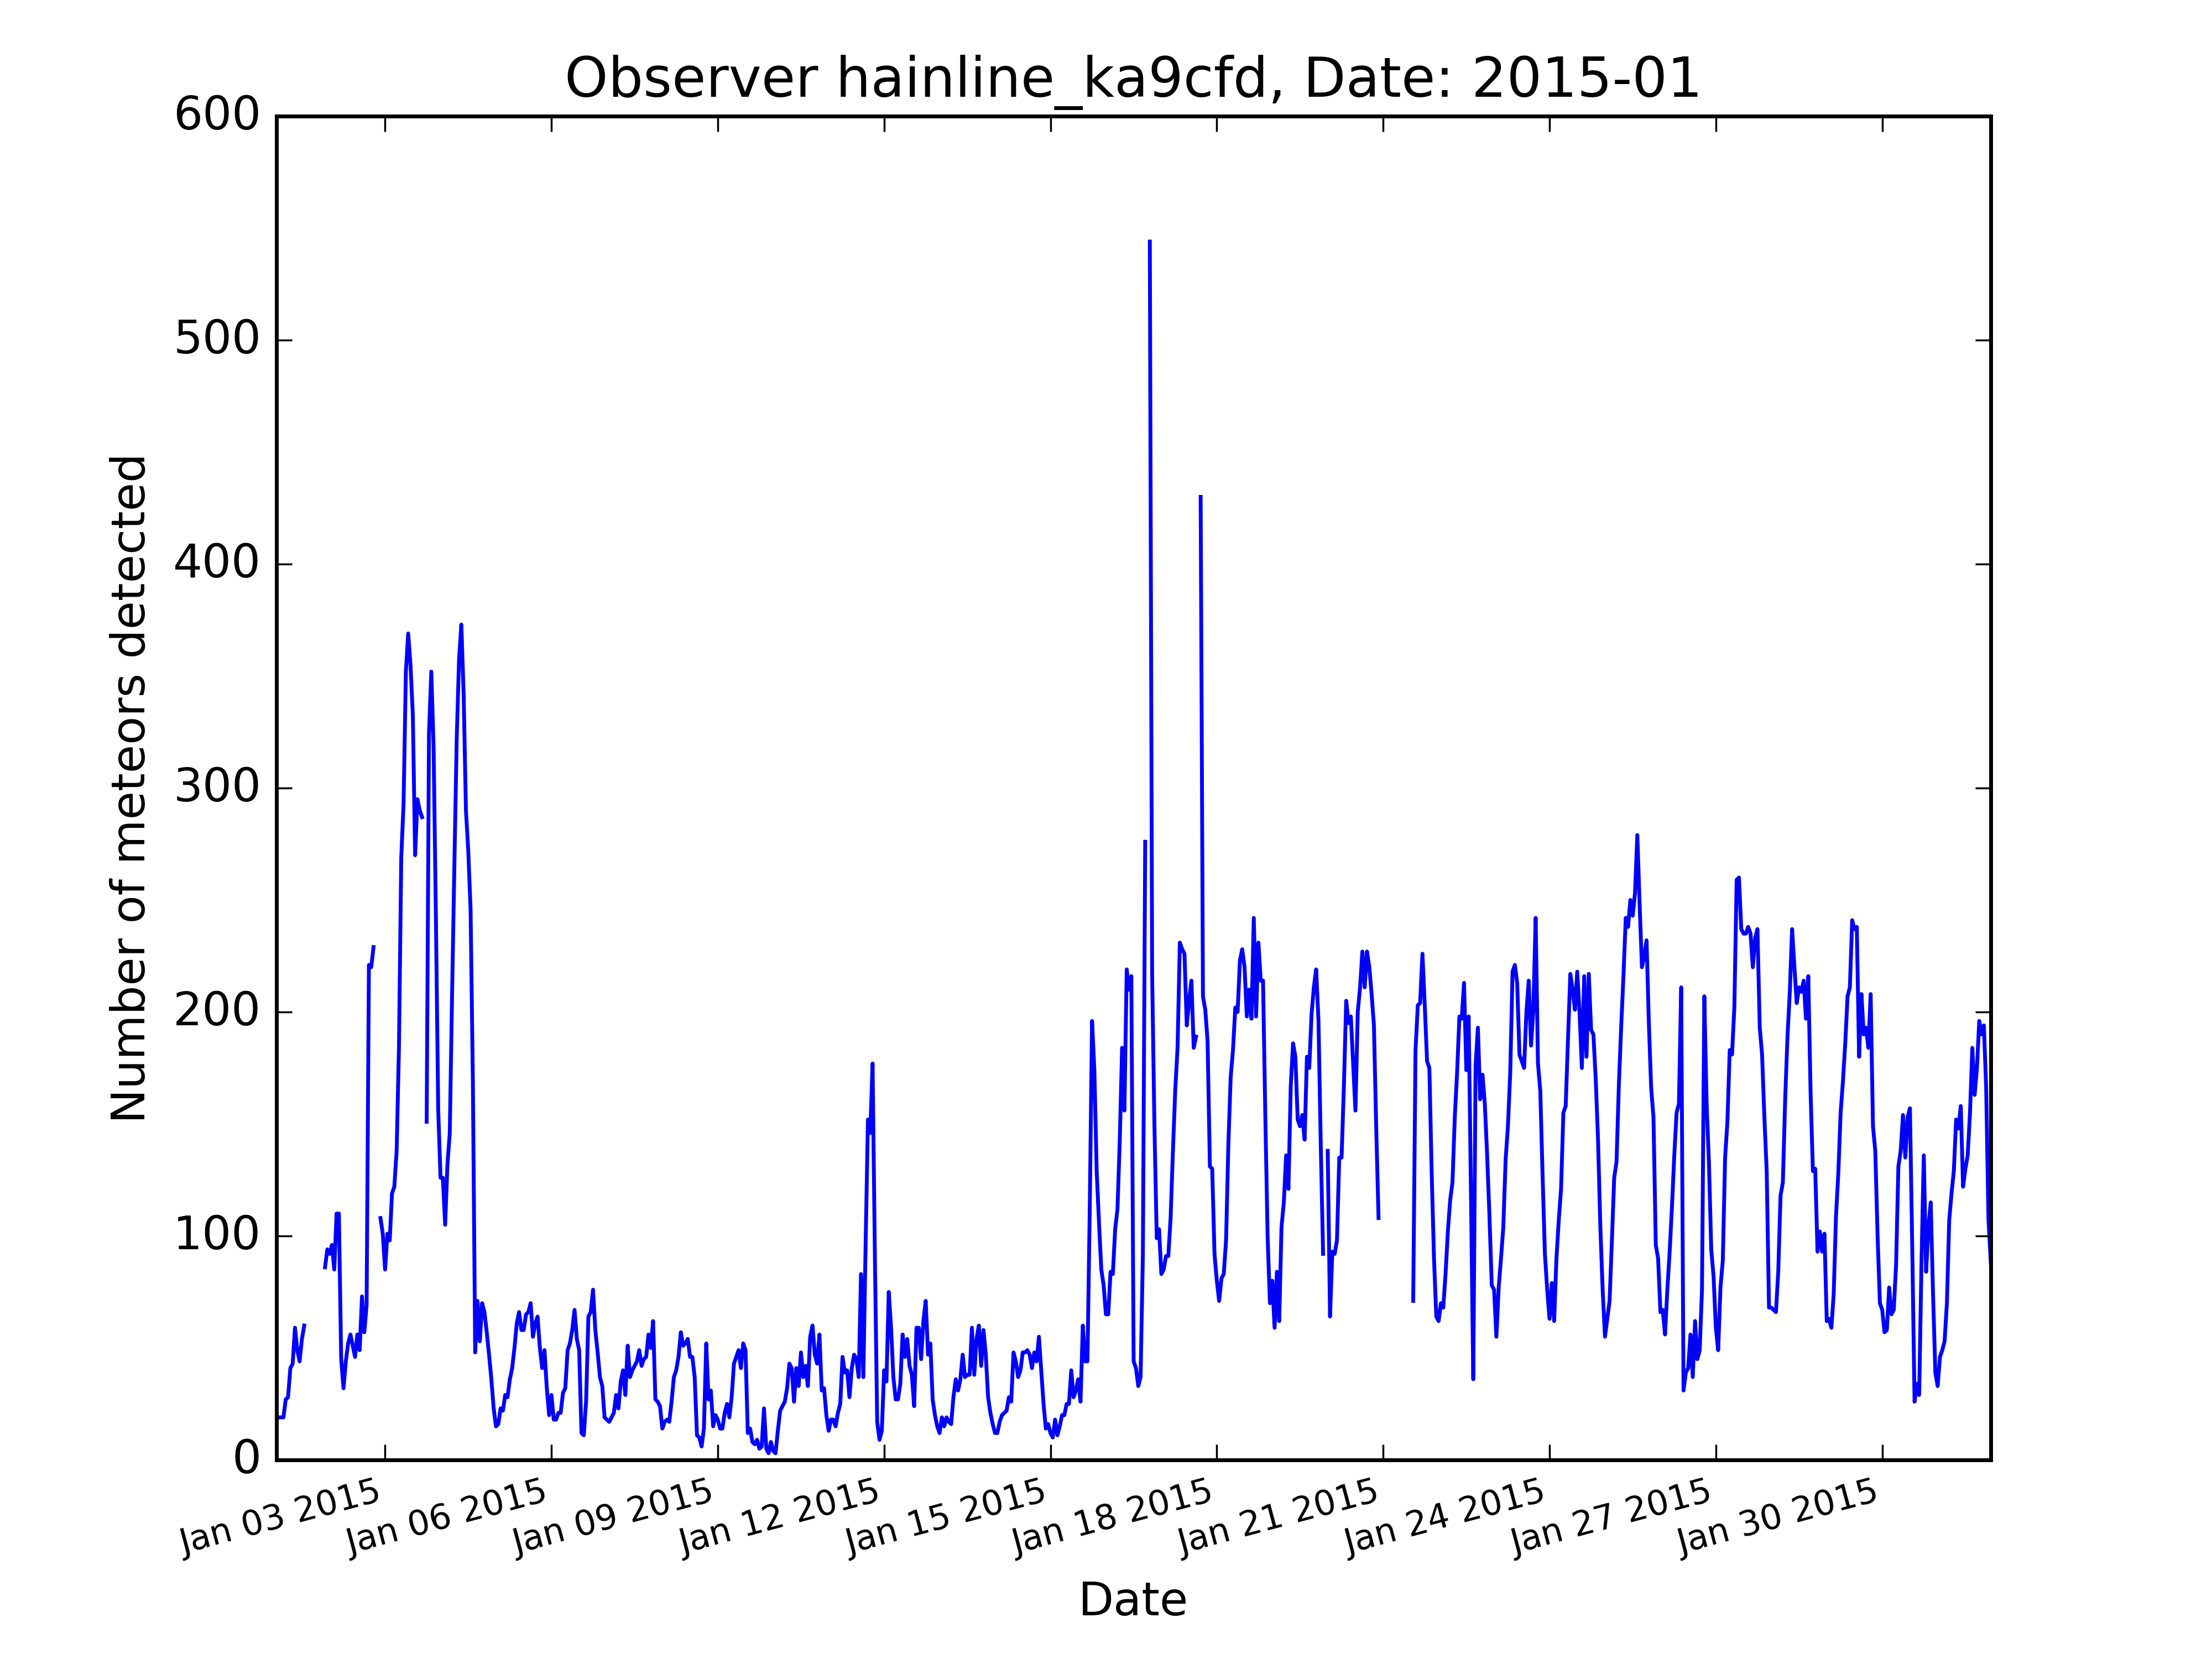 Observer hainline_ka9cfd, Date: 2015-01
600
500
400
300
200
100
0
Number of meteors detected
Jan 03 2015
Jan 06 2015
Jan 09 2015
Jan 12 2015
Jan 15 2015
Jan 18 2015
Jan 21 2015
Jan 24 2015
Jan 27 2015
Jan 30 2015
Date